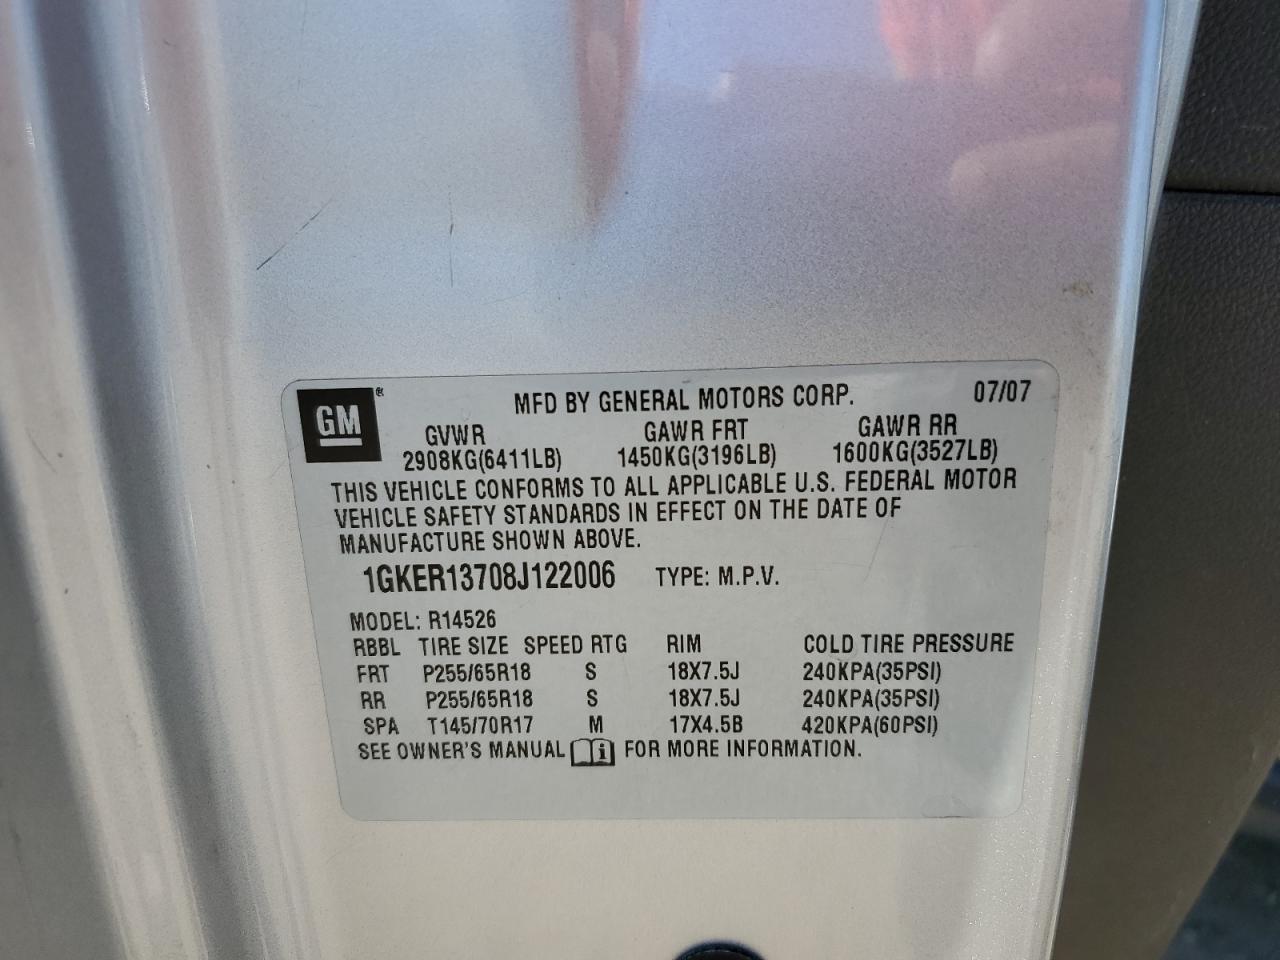 GM ®
MFD BY GENERAL MOTORS CORP. 07/07
GVWR GAWR FRT GAWR RR
2908KG(6411LB) 1450KG(3196LB) 1600KG(3527LB)
THIS VEHICLE CONFORMS TO ALL APPLICABLE U.S. FEDERAL MOTOR
VEHICLE SAFETY STANDARDS IN EFFECT ON THE DATE OF
MANUFACTURE SHOWN ABOVE.
1GKER13708J122006 TYPE: M.P.V.
MODEL: R14526
RBBL TIRE SIZE SPEED RTG RIM COLD TIRE PRESSURE
FRT P255/65R18 S 18X7.5J 240KPA(35PSI)
RR P255/65R18 S 18X7.5J 240KPA(35PSI)
SPA T145/70R17 M 17X4.5B 420KPA(60PSI)
SEE OWNER'S MANUAL i FOR MORE INFORMATION.